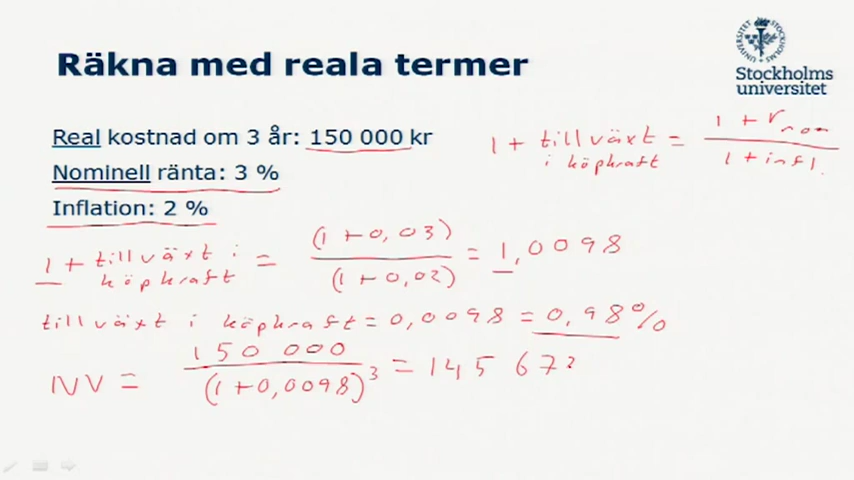 Räkna med reala termer
Stockholms
universitet
Real kostnad om 3 år: 150 000 kr
Nominell ränta: 3 %
Inflation: 2 %
1 + tillväxt i köpkraft = 1 + r nom / 1 + infl.
1 + tillväxt i köpkraft = (1+0,03) / (1+0,02) = 1,0098
tillväxt i köpkraft = 0,0098 = 0,98%
NV = 150 000 / (1+0,0098)³ = 145 673